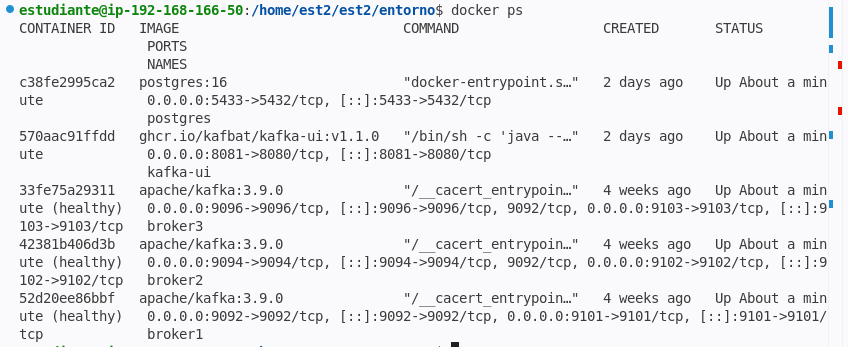 estudiante@ip-192-168-166-50:/home/est2/est2/entorno$ docker ps
CONTAINER ID   IMAGE                            COMMAND                  CREATED       STATUS
                PORTS
                NAMES
c38fe2995ca2   postgres:16                      "docker-entrypoint.s…"   2 days ago    Up About a min
ute             0.0.0.0:5433->5432/tcp, [::]:5433->5432/tcp
                postgres
570aac91ffdd   ghcr.io/kafbat/kafka-ui:v1.1.0   "/bin/sh -c 'java --…"   2 days ago    Up About a min
ute             0.0.0.0:8081->8080/tcp, [::]:8081->8080/tcp
                kafka-ui
33fe75a29311   apache/kafka:3.9.0               "/__cacert_entrypoin…"   4 weeks ago   Up About a min
ute (healthy)   0.0.0.0:9096->9096/tcp, [::]:9096->9096/tcp, 9092/tcp, 0.0.0.0:9103->9103/tcp, [::]:9
103->9103/tcp   broker3
42381b406d3b   apache/kafka:3.9.0               "/__cacert_entrypoin…"   4 weeks ago   Up About a min
ute (healthy)   0.0.0.0:9094->9094/tcp, [::]:9094->9094/tcp, 9092/tcp, 0.0.0.0:9102->9102/tcp, [::]:9
102->9102/tcp   broker2
52d20ee86bbf   apache/kafka:3.9.0               "/__cacert_entrypoin…"   4 weeks ago   Up About a min
ute (healthy)   0.0.0.0:9092->9092/tcp, [::]:9092->9092/tcp, 0.0.0.0:9101->9101/tcp, [::]:9101->9101/
tcp             broker1